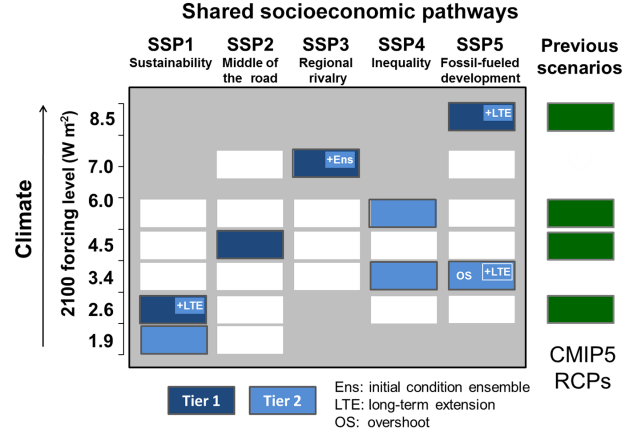 Shared socioeconomic pathways
SSP1 SSP2 SSP3 SSP4 SSP5 Previous
Sustainability Middle of Regional Inequality Fossil-fueled scenarios
the road rivalry development
8.5 +LTE
7.0 +Ens
6.0
4.5
3.4 OS +LTE
2.6 +LTE
1.9
Climate
2100 forcing level (W m-2)
CMIP5
RCPs
Tier 1 Tier 2
Ens: initial condition ensemble
LTE: long-term extension
OS: overshoot